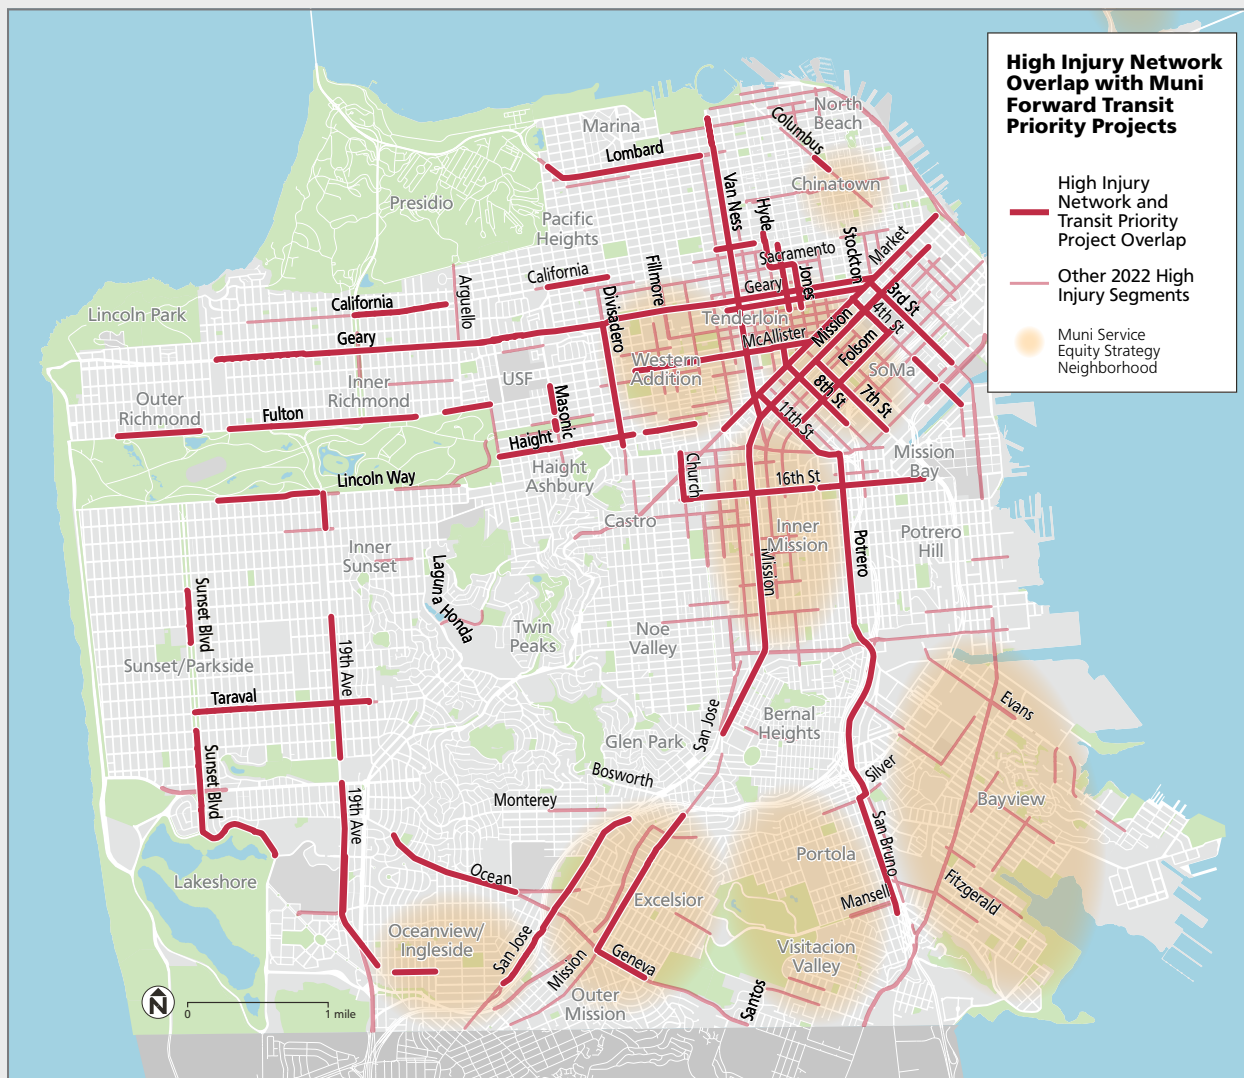 High Injury Network
Overlap with Muni
Forward Transit
Priority Projects
High Injury
Network and
Transit Priority
Project Overlap
Other 2022 High
Injury Segments
Muni Service
Equity Strategy
Neighborhood
North
Beach
Columbus
Marina
Lombard
Chinatown
Presidio
Van Ness
Hyde
Pacific
Heights
Stockton
Market
Sacramento
California
Fillmore
Jones
Arguello
California
Geary
Divisadero
3rd St
Lincoln Park
Tenderloin
4th St
Geary
McAllister
Mission
Folsom
Western
Addition
SoMa
USF
Inner
Richmond
Outer
Richmond
Masonic
8th St
7th St
Fulton
11th St
Haight
Mission
Bay
Church
Haight
Ashbury
Lincoln Way
16th St
Castro
Inner
Mission
Potrero
Hill
Potrero
Inner
Sunset
Mission
Laguna Honda
Sunset Blvd
Twin
Peaks
Noe
Valley
19th Ave
Sunset/Parkside
Taraval
Evans
San Jose
Bernal
Heights
Glen Park
Sunset Blvd
Bosworth
Silver
19th Ave
Monterey
Bayview
San Bruno
Portola
Ocean
Lakeshore
Excelsior
Mansell
Fitzgerald
Oceanview/
Ingleside
San Jose
Mission
Geneva
Visitacion
Valley
Outer
Mission
Santos
N
0
1 mile